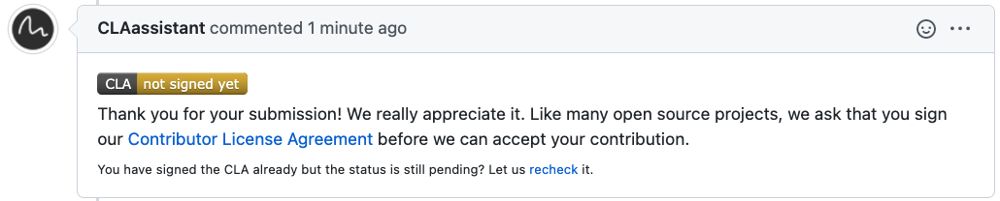 CLAassistant commented 1 minute ago
CLA not signed yet
Thank you for your submission! We really appreciate it. Like many open source projects, we ask that you sign
our Contributor License Agreement before we can accept your contribution.
You have signed the CLA already but the status is still pending? Let us recheck it.